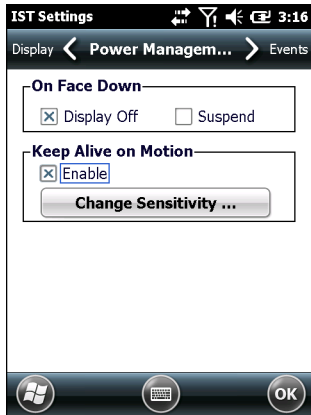 IST Settings 3:16
Display Power Managem... Events
On Face Down
Display Off Suspend
Keep Alive on Motion
Enable
Change Sensitivity ...
OK